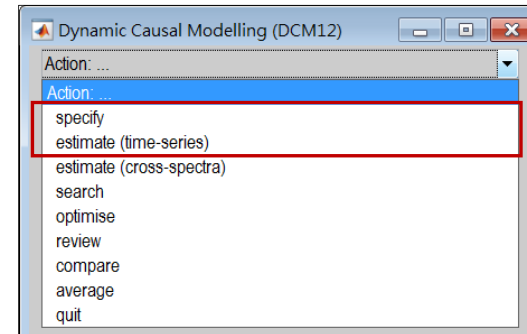 Dynamic Causal Modelling (DCM12)
Action: ...
Action: ...
specify
estimate (time-series)
estimate (cross-spectra)
search
optimise
review
compare
average
quit